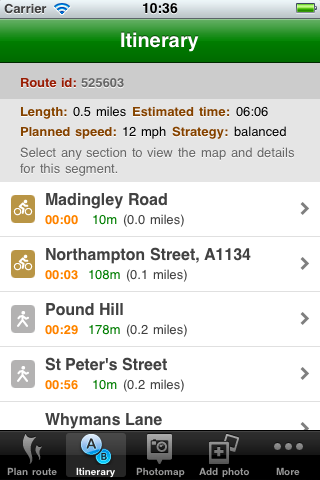 Carrier 10:36
Itinerary
Route id: 525603
Length: 0.5 miles Estimated time: 06:06
Planned speed: 12 mph Strategy: balanced
Select any section to view the map and details
for this segment.
Madingley Road
00:00 10m (0.0 miles)
Northampton Street, A1134
00:03 108m (0.1 miles)
Pound Hill
00:29 178m (0.2 miles)
St Peter's Street
00:56 10m (0.2 miles)
Whymans Lane
A B
Plan route Itinerary Photomap Add photo More